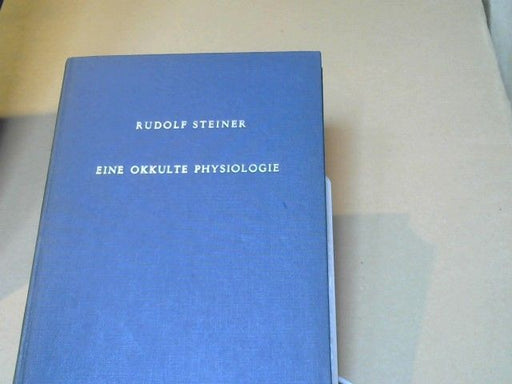 RUDOLF STEINER
EINE OKKULTE PHYSIOLOGIE